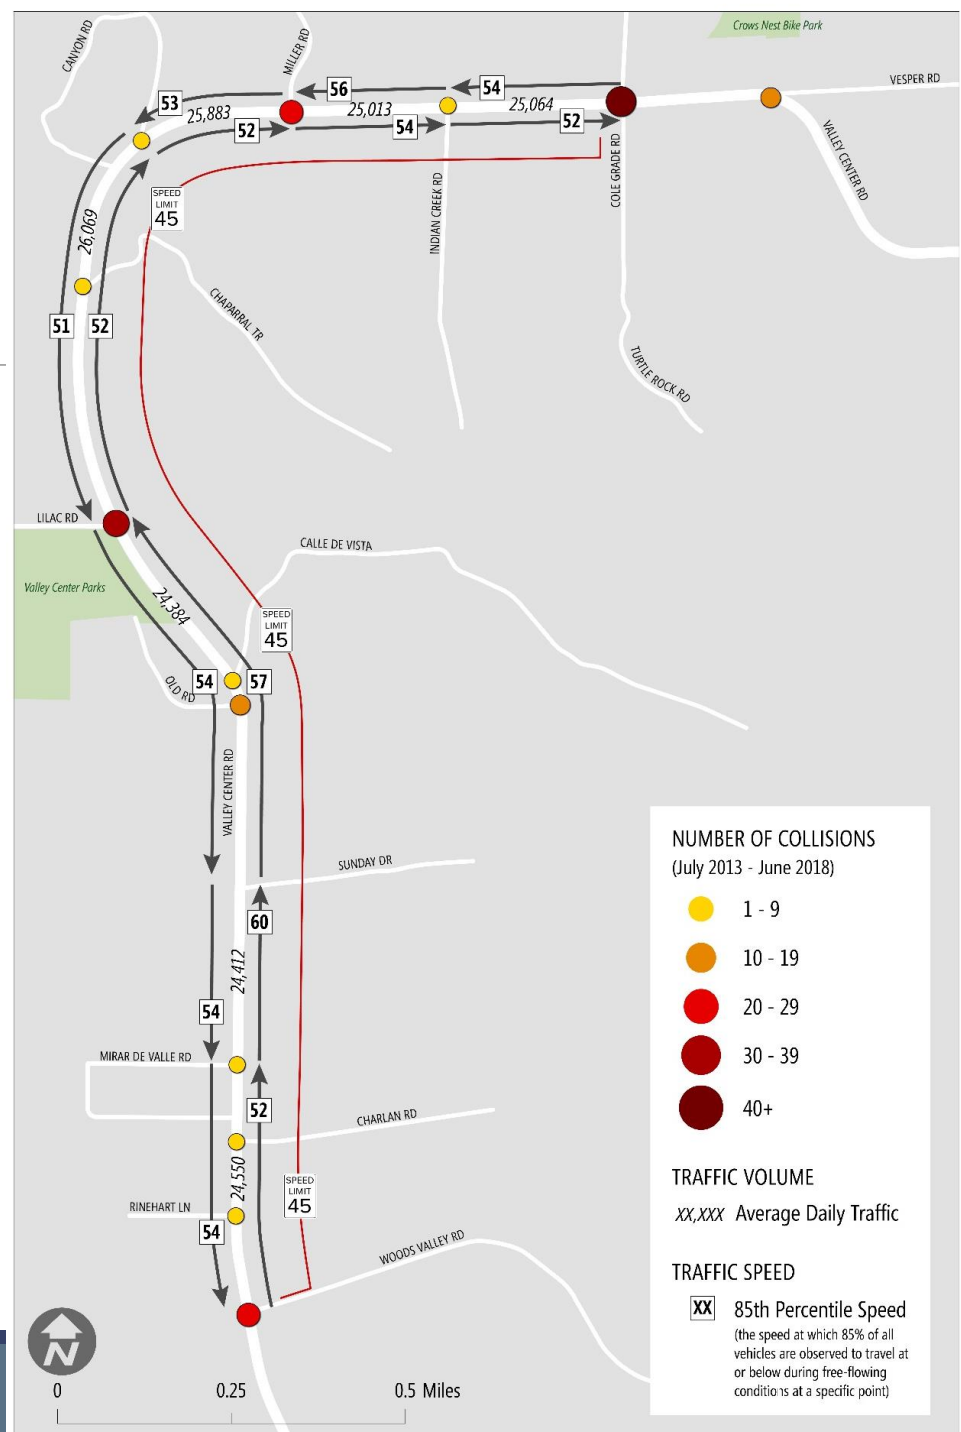 Crows Nest Bike Park
CANYON RD
MILLER RD
VESPER RD
56
54
53
25,883
25,013
25,064
52
54
52
VALLEY CENTER RD
COLE GRADE RD
INDIAN CREEK RD
SPEED
LIMIT
45
26,069
CHAPARRAL TR
51
52
TURTLE ROCK RD
LILAC RD
CALLE DE VISTA
Valley Center Parks
24,384
SPEED
LIMIT
45
OLD RD
54
57
VALLEY CENTER RD
SUNDAY DR
60
24,412
54
MIRAR DE VALLE RD
52
CHARLAN RD
24,550
RINEHART LN
SPEED
LIMIT
45
54
WOODS VALLEY RD
N
0
0.25
0.5 Miles
NUMBER OF COLLISIONS
(July 2013 - June 2018)
1 - 9
10 - 19
20 - 29
30 - 39
40+
TRAFFIC VOLUME
XX,XXX Average Daily Traffic
TRAFFIC SPEED
XX 85th Percentile Speed
(the speed at which 85% of all
vehicles are observed to travel at
or below during free-flowing
conditions at a specific point)